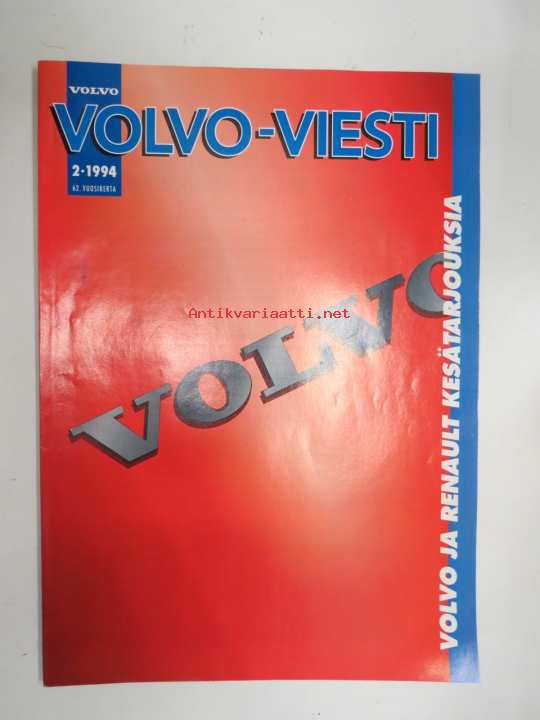 VOLVO
VOLVO-VIESTI
2·1994
62. VUOSIKERTA
VOLVO JA RENAULT KESÄTARJOUKSIA
Antikvariaatti.net
VOLVO